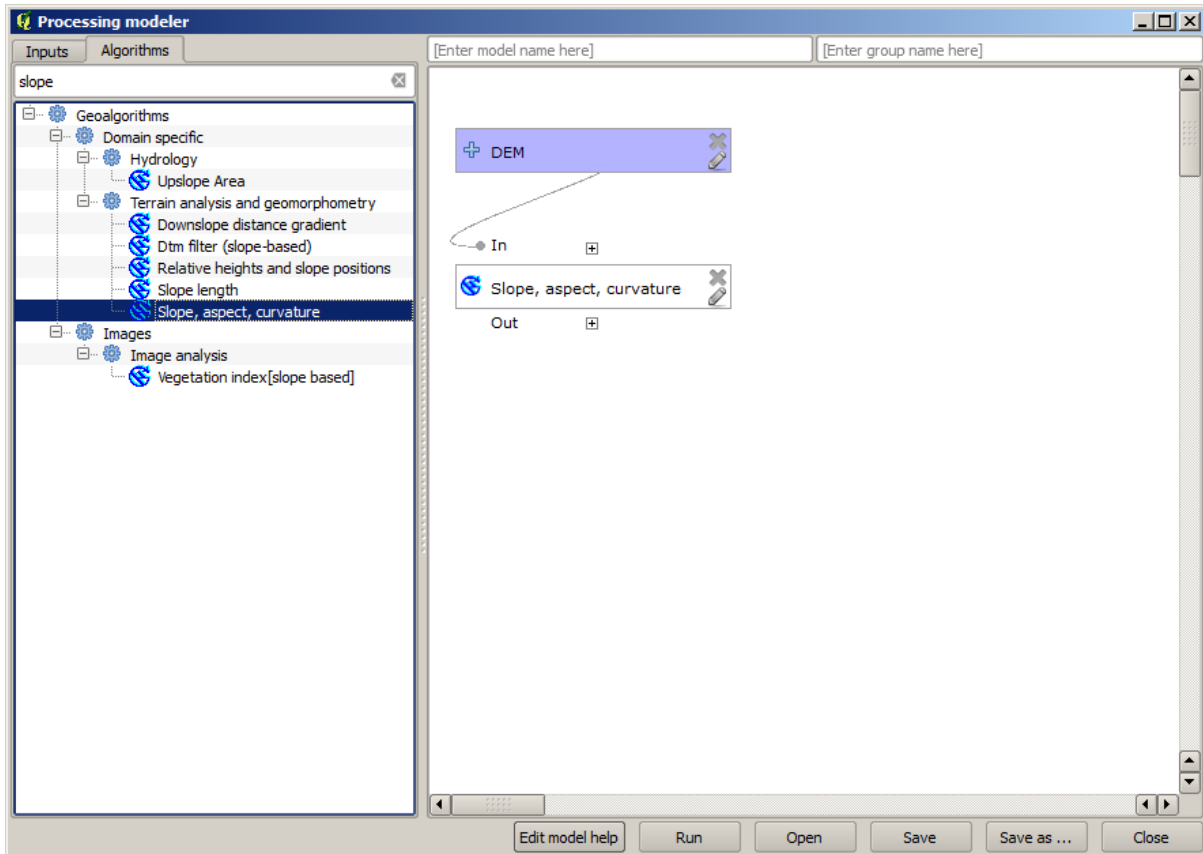 Processing modeler
Inputs
Algorithms
[Enter model name here]
[Enter group name here]
slope
Geoalgorithms
Domain specific
Hydrology
Upslope Area
Terrain analysis and geomorphometry
Downslope distance gradient
Dtm filter (slope-based)
Relative heights and slope positions
Slope length
Slope, aspect, curvature
Images
Image analysis
Vegetation index[slope based]
DEM
In
Slope, aspect, curvature
Out
Edit model help
Run
Open
Save
Save as ...
Close